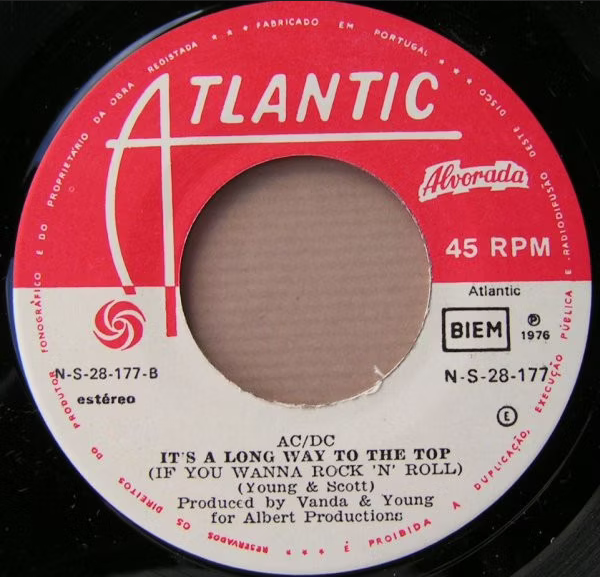 ATLANTIC
Alvorada
45 RPM
Atlantic
BIEM
℗
1976
N-S-28-177-B
estéreo
N-S-28-177
E
AC/DC
IT'S A LONG WAY TO THE TOP
(IF YOU WANNA ROCK 'N' ROLL)
(Young & Scott)
Produced by Vanda & Young
for Albert Productions
RESERVADOS OS DIREITOS DO PRODUTOR FONOGRÁFICO E DO PROPRIETÁRIO DA OBRA REGISTADA * * * FABRICADO EM PORTUGAL * * * É PROIBIDA A DUPLICAÇÃO, EXECUÇÃO PÚBLICA E RADIODIFUSÃO DESTE DISCO